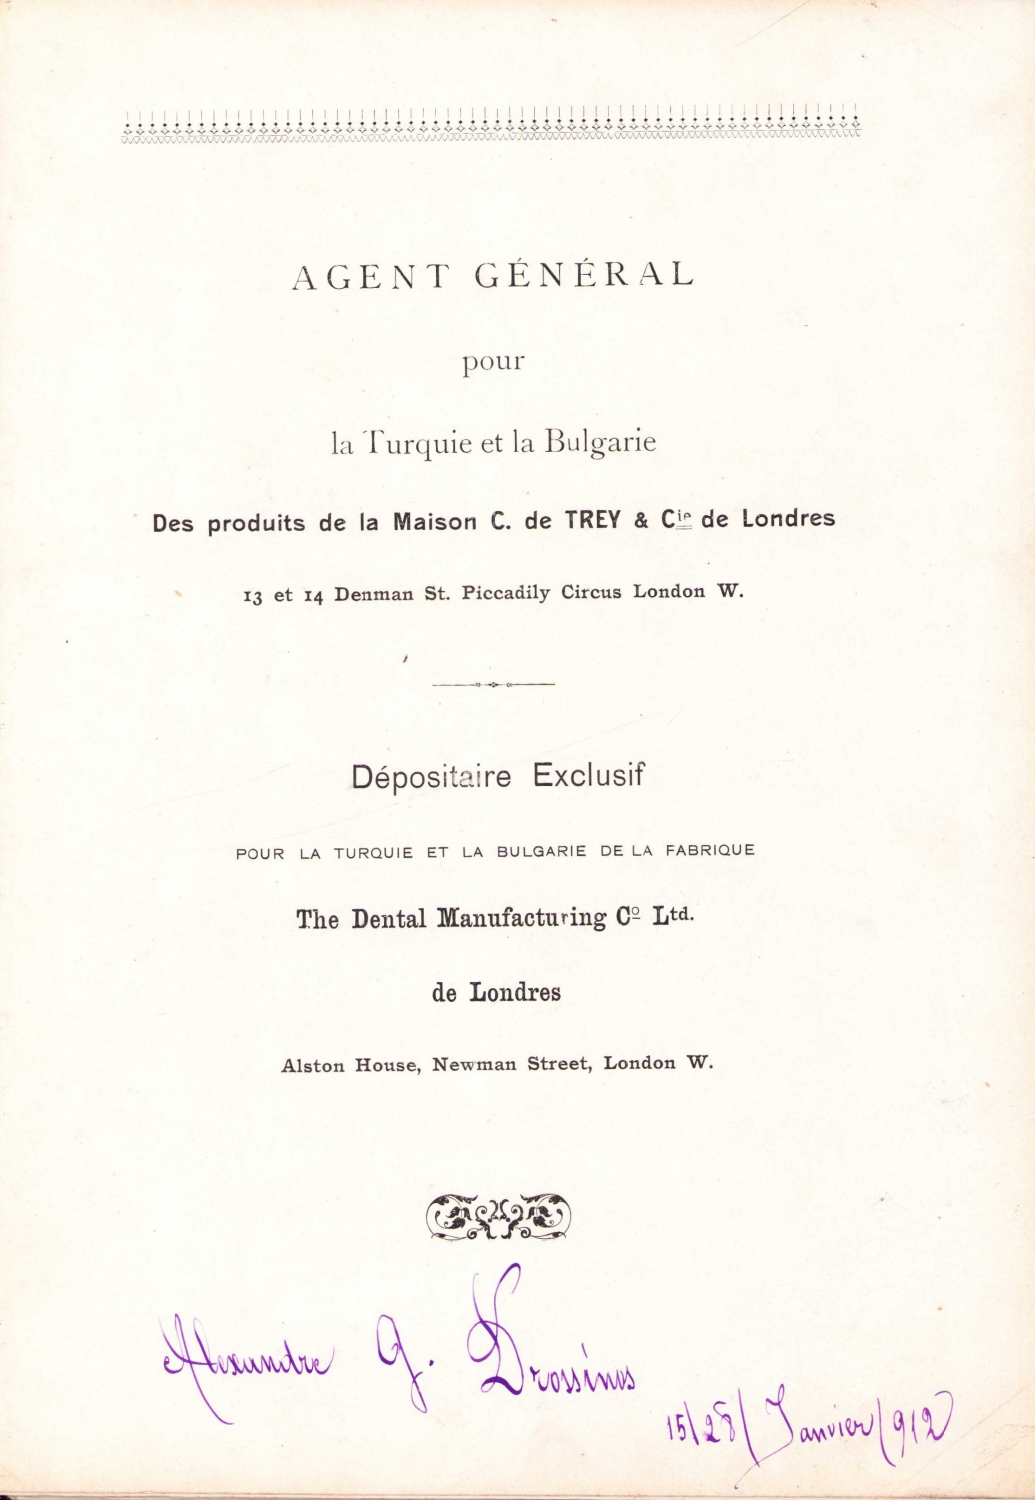 AGENT GÉNÉRAL
pour
la Turquie et la Bulgarie
Des produits de la Maison C. de TREY & Cie de Londres
13 et 14 Denman St. Piccadily Circus London W.
Dépositaire Exclusif
POUR LA TURQUIE ET LA BULGARIE DE LA FABRIQUE
The Dental Manufacturing Co Ltd.
de Londres
Alston House, Newman Street, London W.
Alexandre G. Drossinos
15/28/Janvier/912